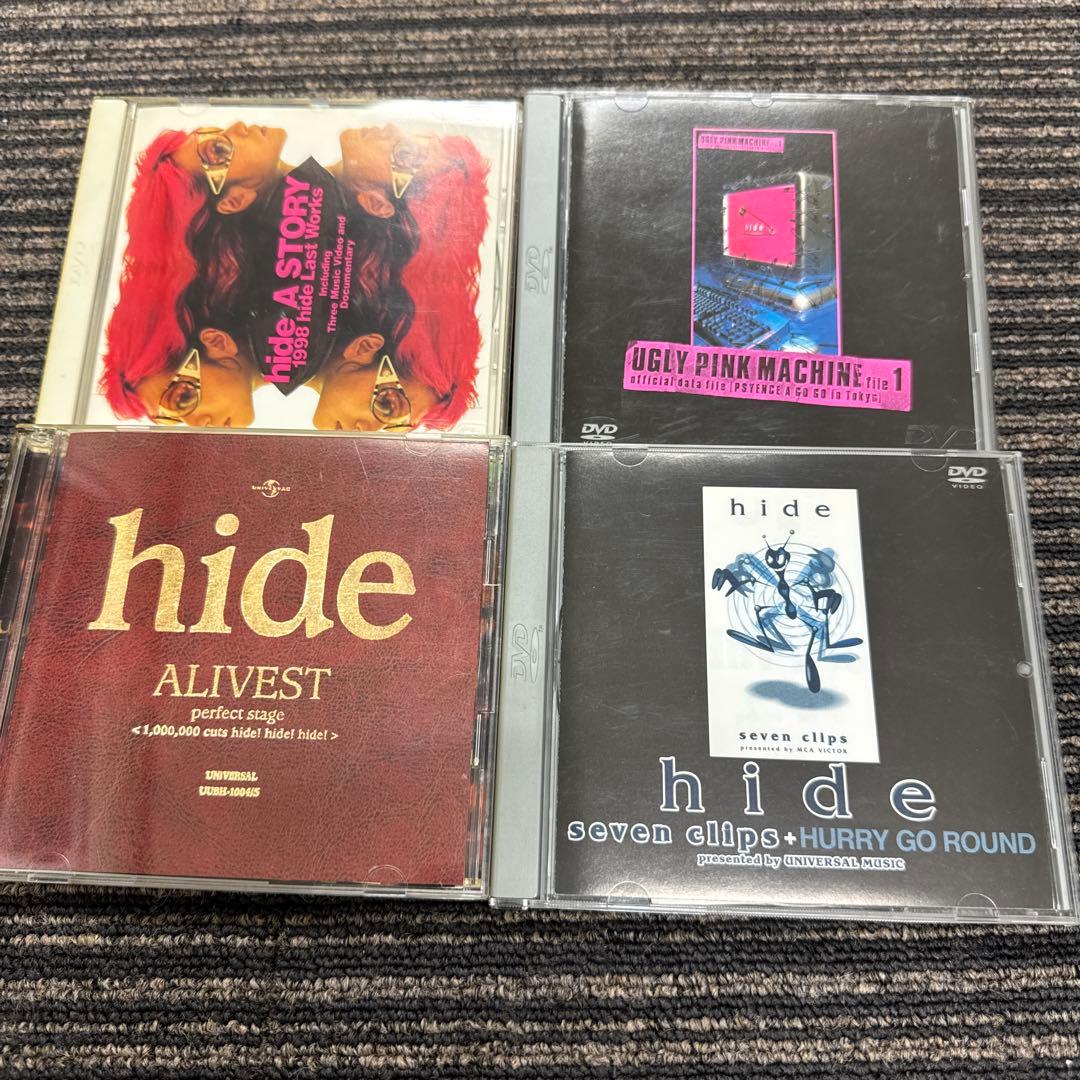 hide A STORY
1998 hide Last Works
Including
Three Music Video and
Documentary
DVD
UGLY PINK MACHINE
hide
UGLY PINK MACHINE file 1
official data file [PSYENCE A GO GO in Tokyo]
DVD
VIDEO
DVD
UNIVERSAL
hide
ALIVEST
perfect stage
<1,000,000 cuts hide! hide! hide!>
UNIVERSAL
UUBH-1004/5
DVD
DVD
VIDEO
hide
seven clips
presented by MCA VICTOR
hide
seven clips+HURRY GO ROUND
presented by UNIVERSAL MUSIC